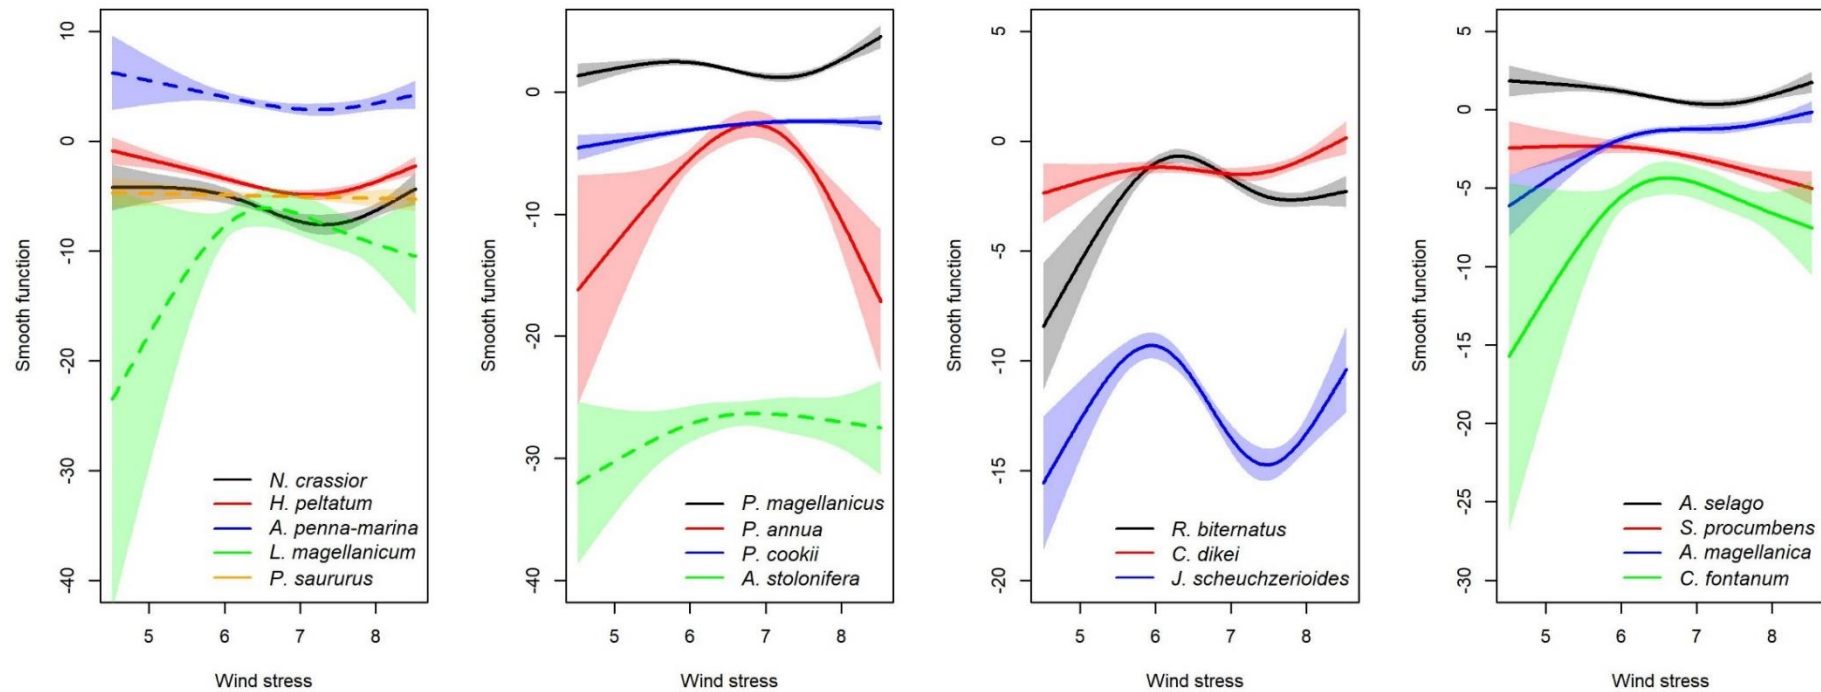 10
0
-10
-20
-30
-40
Smooth function
N. crassior
H. peltatum
A. penna-marina
L. magellanicum
P. saururus
5 6 7 8
Wind stress
0
-10
-20
-30
-40
Smooth function
P. magellanicus
P. annua
P. cookii
A. stolonifera
5 6 7 8
Wind stress
5
0
-5
-10
-15
-20
Smooth function
R. biternatus
C. dikei
J. scheuchzerioides
5 6 7 8
Wind stress
5
0
-5
-10
-15
-20
-25
-30
Smooth function
A. selago
S. procumbens
A. magellanica
C. fontanum
5 6 7 8
Wind stress